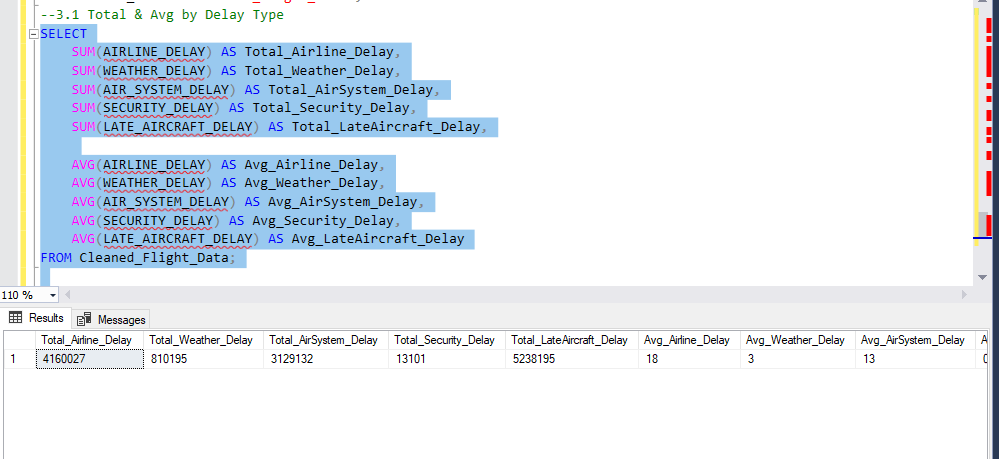 --3.1 Total & Avg by Delay Type
SELECT
SUM(AIRLINE_DELAY) AS Total_Airline_Delay,
SUM(WEATHER_DELAY) AS Total_Weather_Delay,
SUM(AIR_SYSTEM_DELAY) AS Total_AirSystem_Delay,
SUM(SECURITY_DELAY) AS Total_Security_Delay,
SUM(LATE_AIRCRAFT_DELAY) AS Total_LateAircraft_Delay,
AVG(AIRLINE_DELAY) AS Avg_Airline_Delay,
AVG(WEATHER_DELAY) AS Avg_Weather_Delay,
AVG(AIR_SYSTEM_DELAY) AS Avg_AirSystem_Delay,
AVG(SECURITY_DELAY) AS Avg_Security_Delay,
AVG(LATE_AIRCRAFT_DELAY) AS Avg_LateAircraft_Delay
FROM Cleaned_Flight_Data;
110 %
Results Messages
Total_Airline_Delay Total_Weather_Delay Total_AirSystem_Delay Total_Security_Delay Total_LateAircraft_Delay Avg_Airline_Delay Avg_Weather_Delay Avg_AirSystem_Delay
1 4160027 810195 3129132 13101 5238195 18 3 13